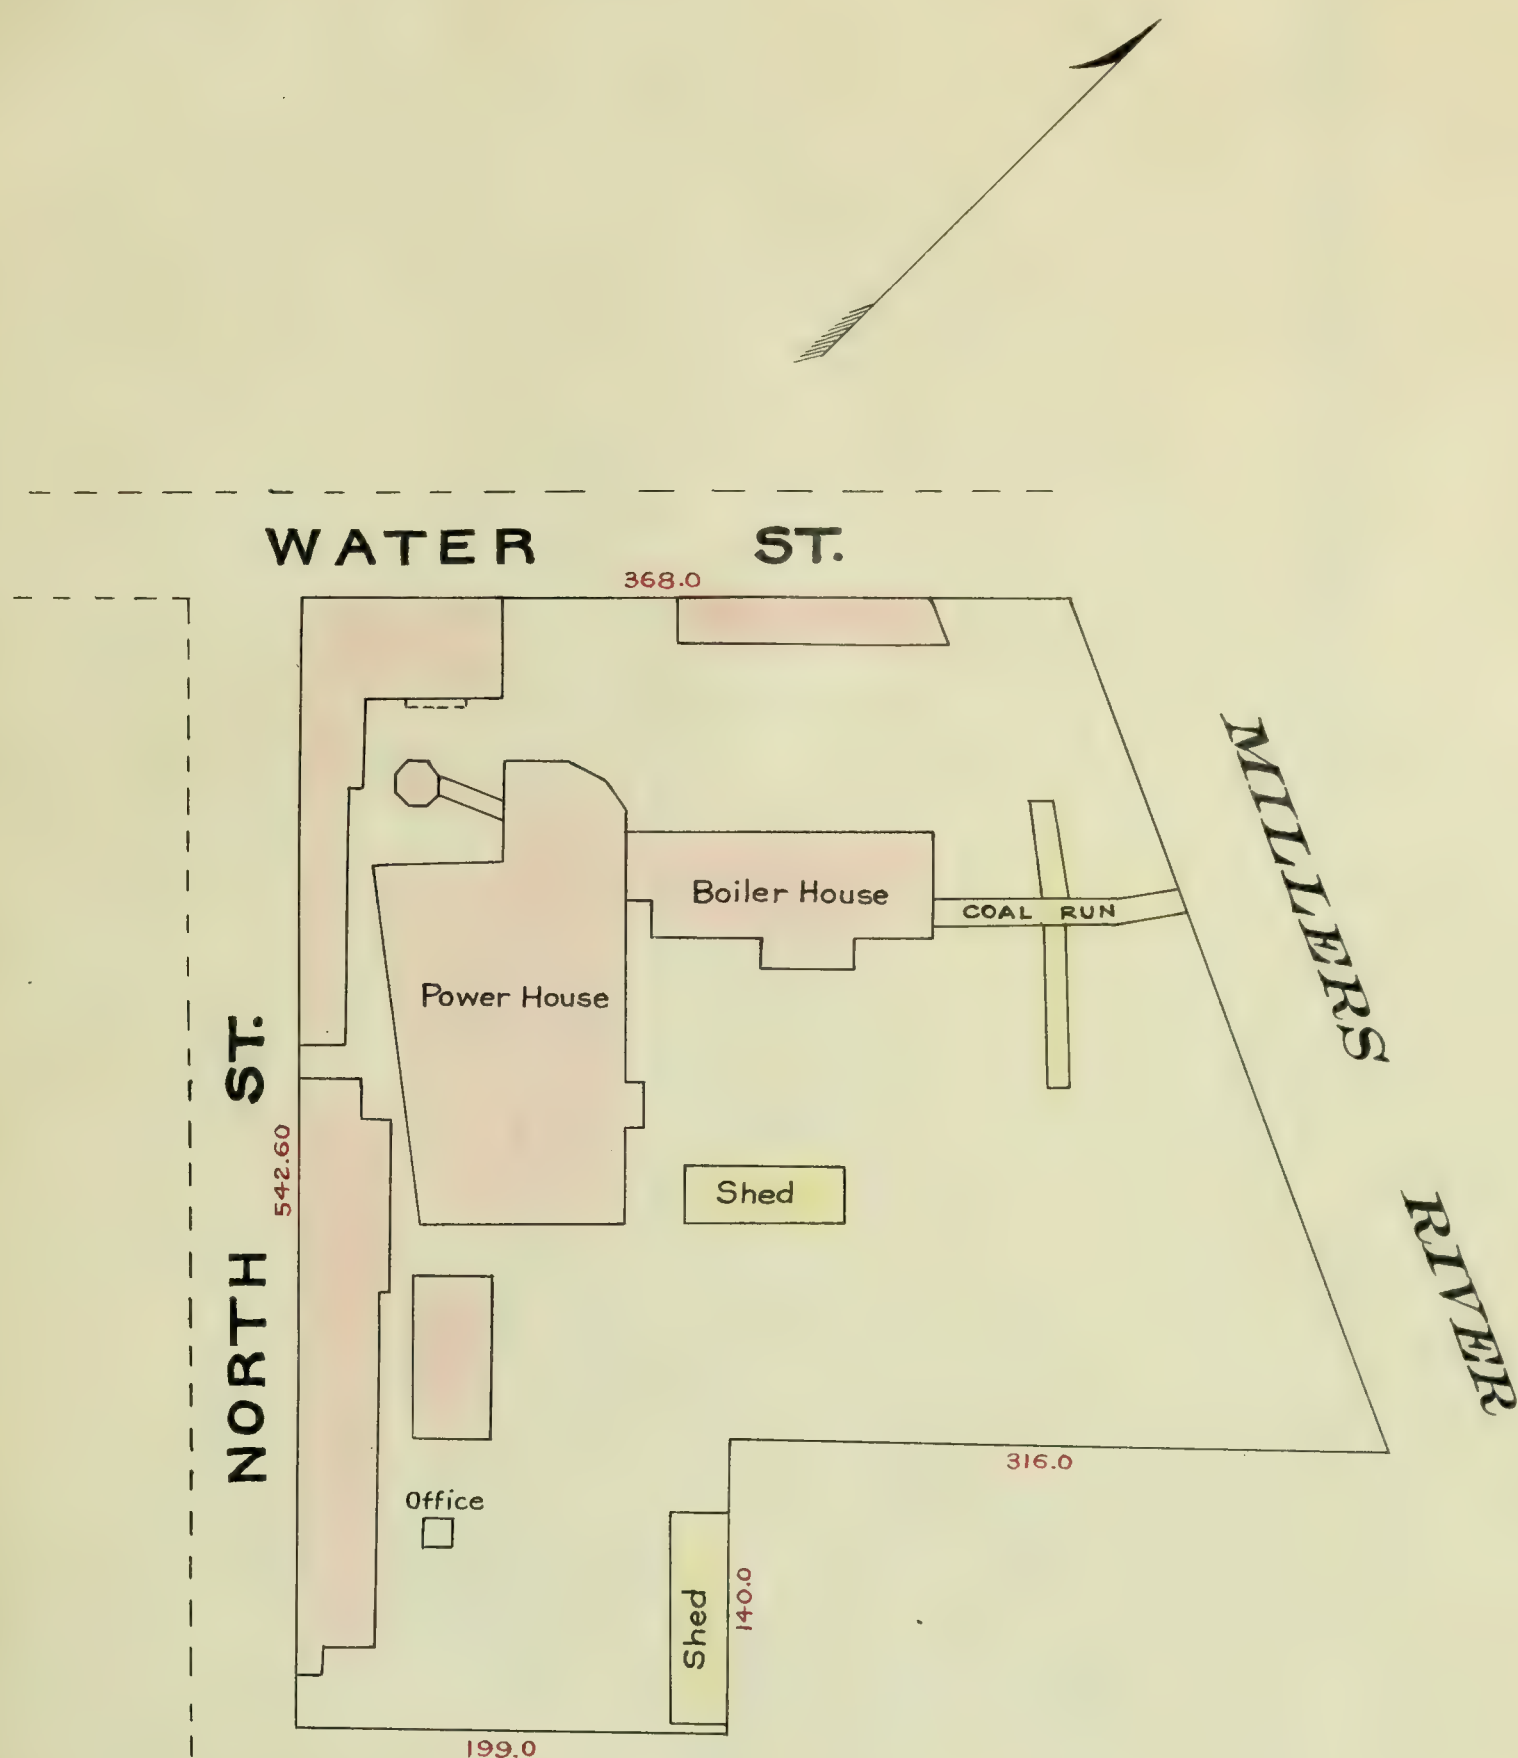 WATER ST.
368.0
MILLERS RIVER
Boiler House
COAL RUN
Power House
NORTH ST.
542.60
Shed
316.0
Office
Shed
140.0
199.0